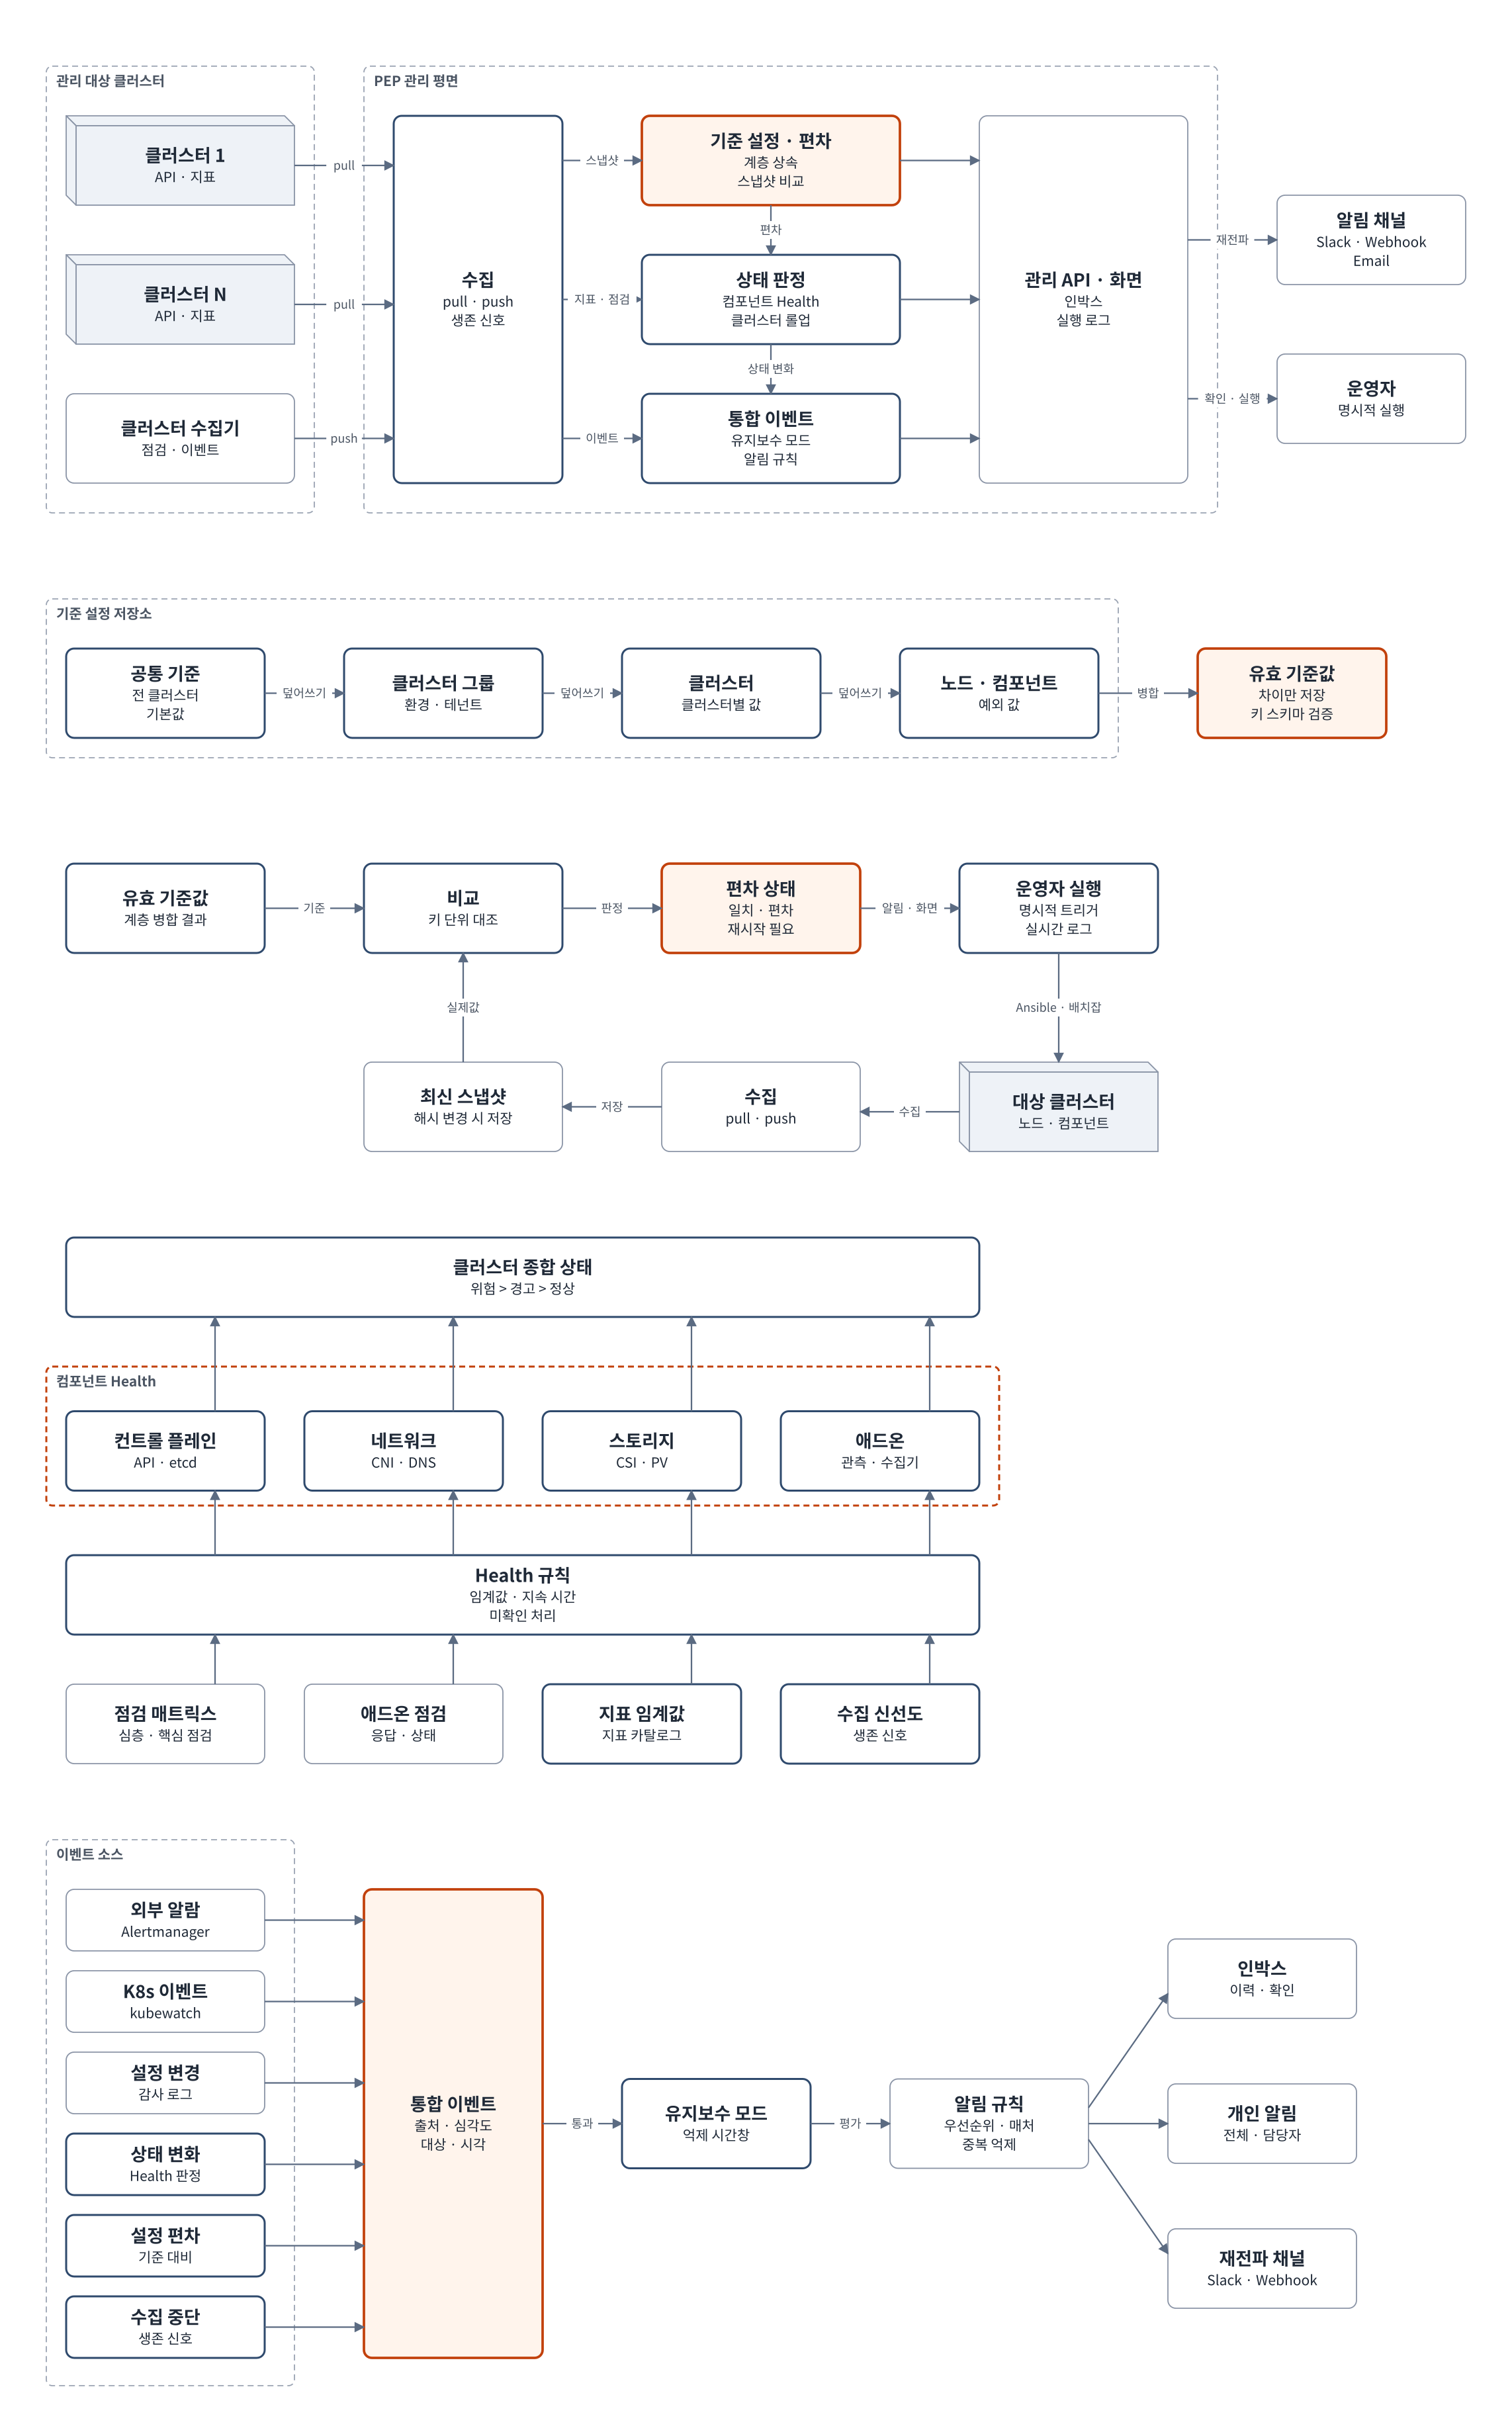 관리 대상 클러스터
PEP 관리 평면
클러스터 1
API · 지표
pull
클러스터 N
API · 지표
pull
클러스터 수집기
점검 · 이벤트
push
수집
pull · push
생존 신호
스냅샷
지표 · 점검
이벤트
기준 설정 · 편차
계층 상속
스냅샷 비교
편차
상태 판정
컴포넌트 Health
클러스터 롤업
상태 변화
통합 이벤트
유지보수 모드
알림 규칙
관리 API · 화면
인박스
실행 로그
재전파
확인 · 실행
알림 채널
Slack · Webhook
Email
운영자
명시적 실행
기준 설정 저장소
공통 기준
전 클러스터
기본값
덮어쓰기
클러스터 그룹
환경 · 테넌트
덮어쓰기
클러스터
클러스터별 값
덮어쓰기
노드 · 컴포넌트
예외 값
병합
유효 기준값
차이만 저장
키 스키마 검증
유효 기준값
계층 병합 결과
기준
비교
키 단위 대조
판정
편차 상태
일치 · 편차
재시작 필요
알림 · 화면
운영자 실행
명시적 트리거
실시간 로그
실제값
Ansible · 배치잡
최신 스냅샷
해시 변경 시 저장
저장
수집
pull · push
수집
대상 클러스터
노드 · 컴포넌트
클러스터 종합 상태
위험 > 경고 > 정상
컴포넌트 Health
컨트롤 플레인
API · etcd
네트워크
CNI · DNS
스토리지
CSI · PV
애드온
관측 · 수집기
Health 규칙
임계값 · 지속 시간
미확인 처리
점검 매트릭스
심층 · 핵심 점검
애드온 점검
응답 · 상태
지표 임계값
지표 카탈로그
수집 신선도
생존 신호
이벤트 소스
외부 알람
Alertmanager
K8s 이벤트
kubewatch
설정 변경
감사 로그
상태 변화
Health 판정
설정 편차
기준 대비
수집 중단
생존 신호
통합 이벤트
출처 · 심각도
대상 · 시각
통과
유지보수 모드
억제 시간창
평가
알림 규칙
우선순위 · 매처
중복 억제
인박스
이력 · 확인
개인 알림
전체 · 담당자
재전파 채널
Slack · Webhook